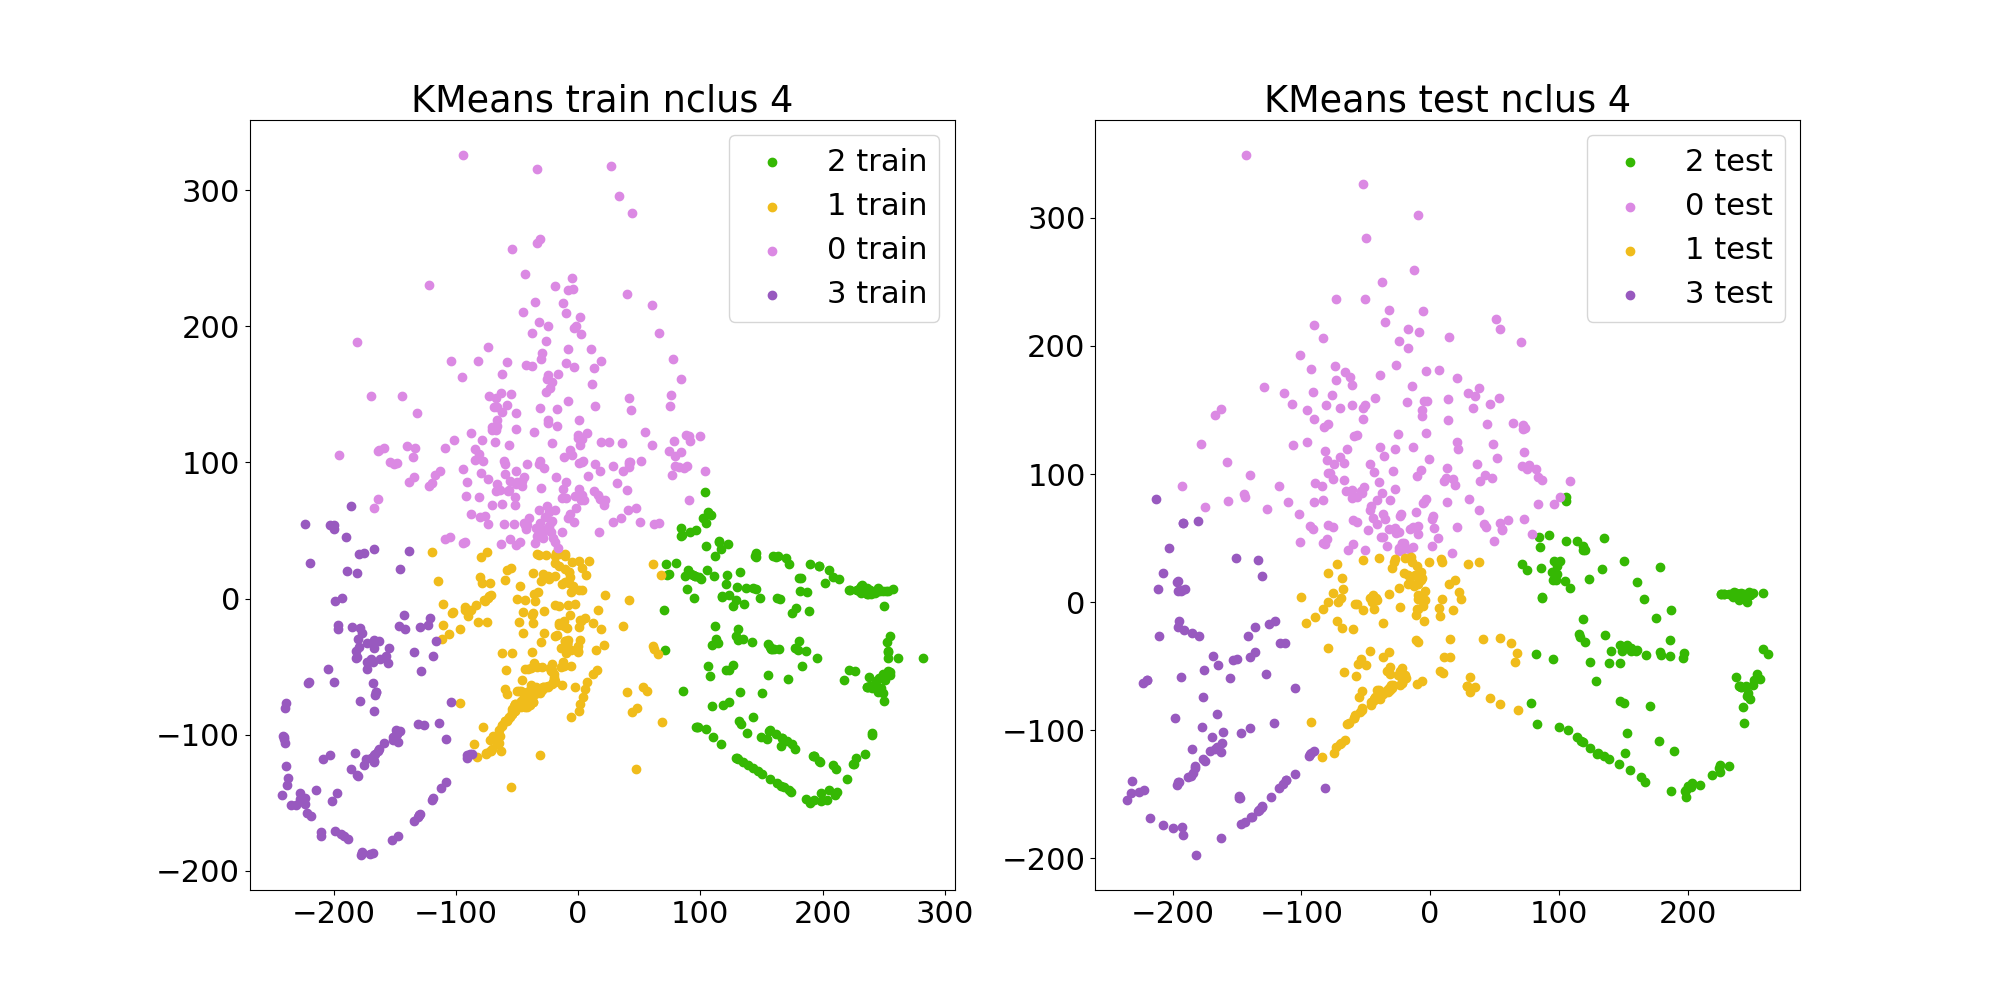 KMeans train nclus 4
2 train
1 train
0 train
3 train
300
200
100
0
−100
−200
−200 −100 0 100 200 300
KMeans test nclus 4
2 test
0 test
1 test
3 test
300
200
100
0
−100
−200
−200 −100 0 100 200